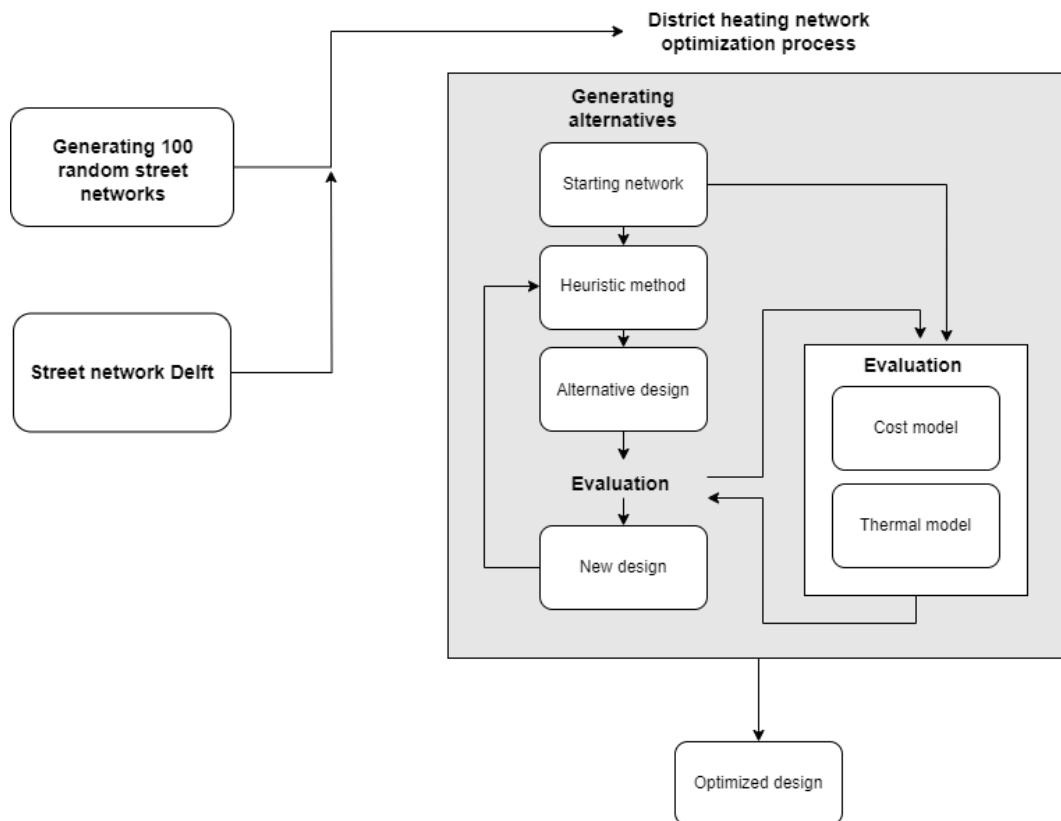 District heating network
optimization process
Generating 100
random street
networks
Street network Delft
Generating
alternatives
Starting network
Heuristic method
Alternative design
Evaluation
New design
Evaluation
Cost model
Thermal model
Optimized design